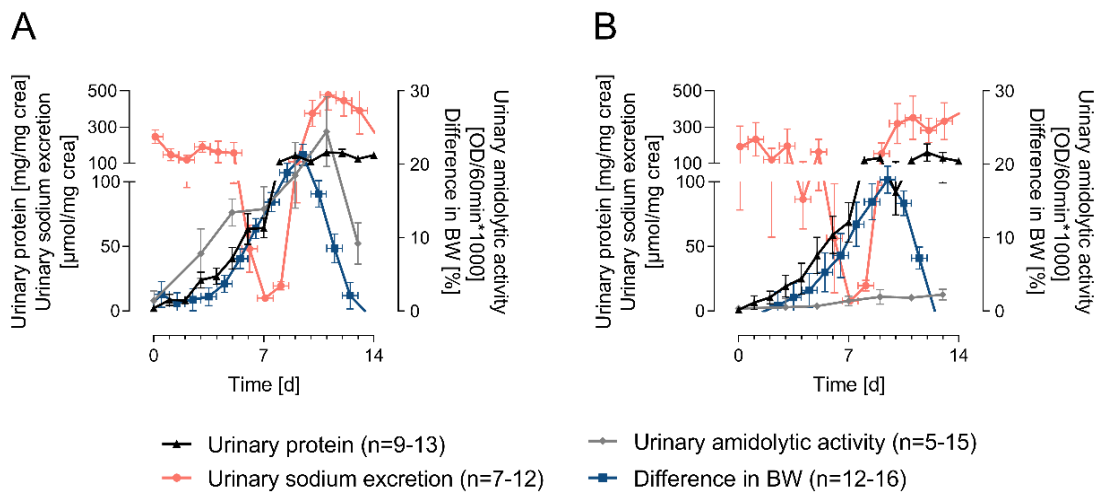 A
B
Urinary protein [mg/mg crea]
Urinary sodium excretion
[µmol/mg crea]
500
300
100
100
50
0
30
20
10
0
Urinary amidolytic activity
[OD/60min*1000]
Difference in BW [%]
0
7
14
Time [d]
Urinary protein [mg/mg crea]
Urinary sodium excretion
[µmol/mg crea]
500
300
100
100
50
0
30
20
10
0
Urinary amidolytic activity
[OD/60min*1000]
Difference in BW [%]
0
7
14
Time [d]
Urinary protein (n=9-13)
Urinary amidolytic activity (n=5-15)
Urinary sodium excretion (n=7-12)
Difference in BW (n=12-16)